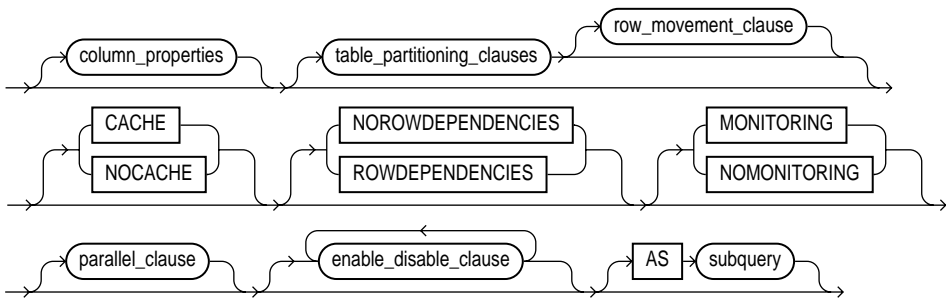 row_movement_clause
column_properties table_partitioning_clauses
CACHE NOROWDEPENDENCIES MONITORING
NOCACHE ROWDEPENDENCIES NOMONITORING
parallel_clause enable_disable_clause AS subquery